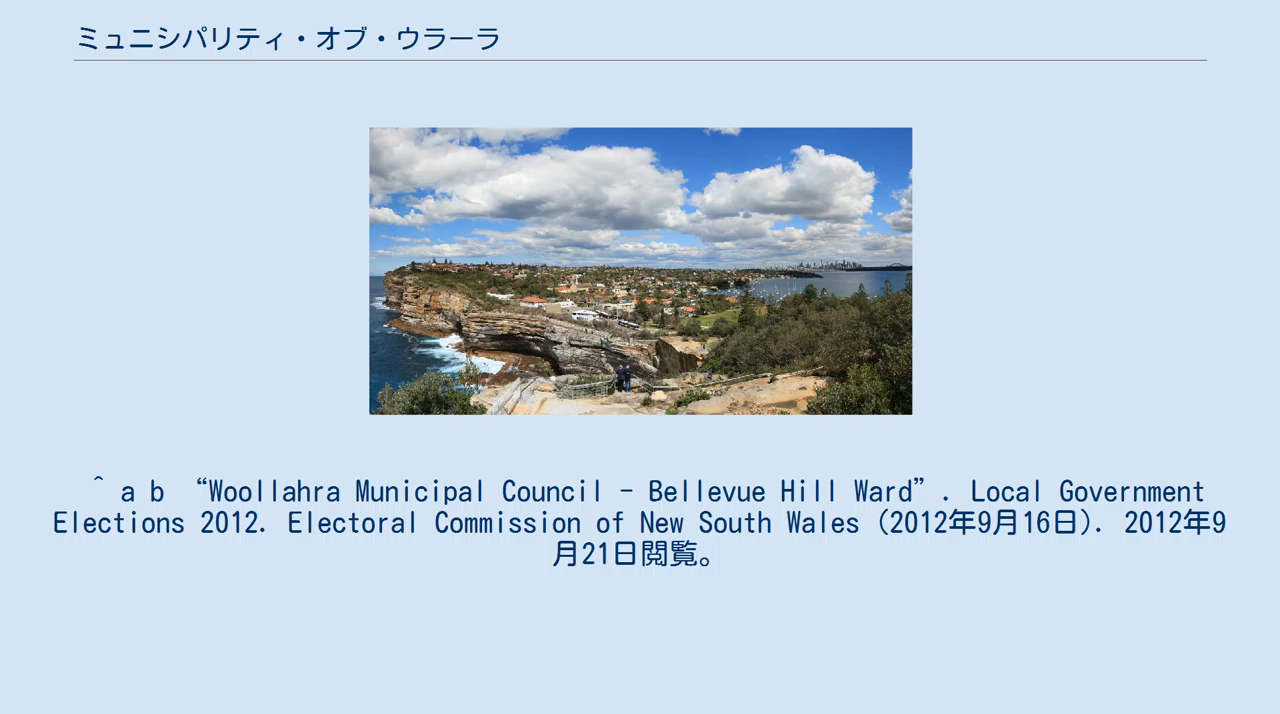 ミュニシパリティ・オブ・ウラーラ
^ a b “Woollahra Municipal Council - Bellevue Hill Ward”. Local Government
Elections 2012. Electoral Commission of New South Wales (2012年9月16日). 2012年9
月21日閲覧。